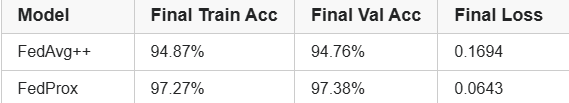 Model Final Train Acc Final Val Acc Final Loss
FedAvg++ 94.87% 94.76% 0.1694
FedProx 97.27% 97.38% 0.0643